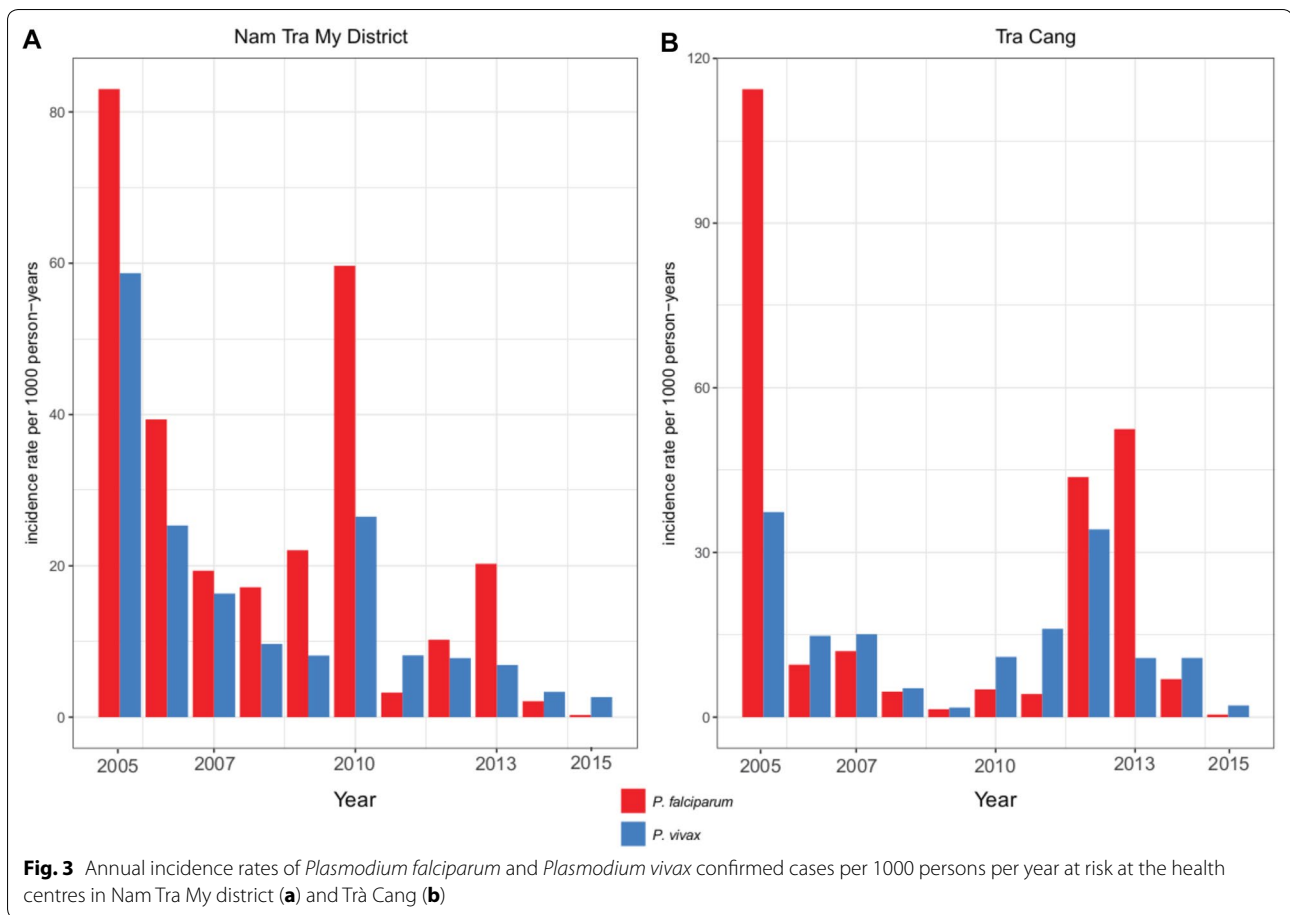 A
Nam Tra My District
incidence rate per 1000 person-years
80
60
40
20
0
2005
2007
2010
2013
2015
Year
B
Tra Cang
incidence rate per 1000 person-years
120
90
60
30
0
2005
2007
2010
2013
2015
Year
P. falciparum
P. vivax
Fig. 3 Annual incidence rates of Plasmodium falciparum and Plasmodium vivax confirmed cases per 1000 persons per year at risk at the health
centres in Nam Tra My district (a) and Trà Cang (b)